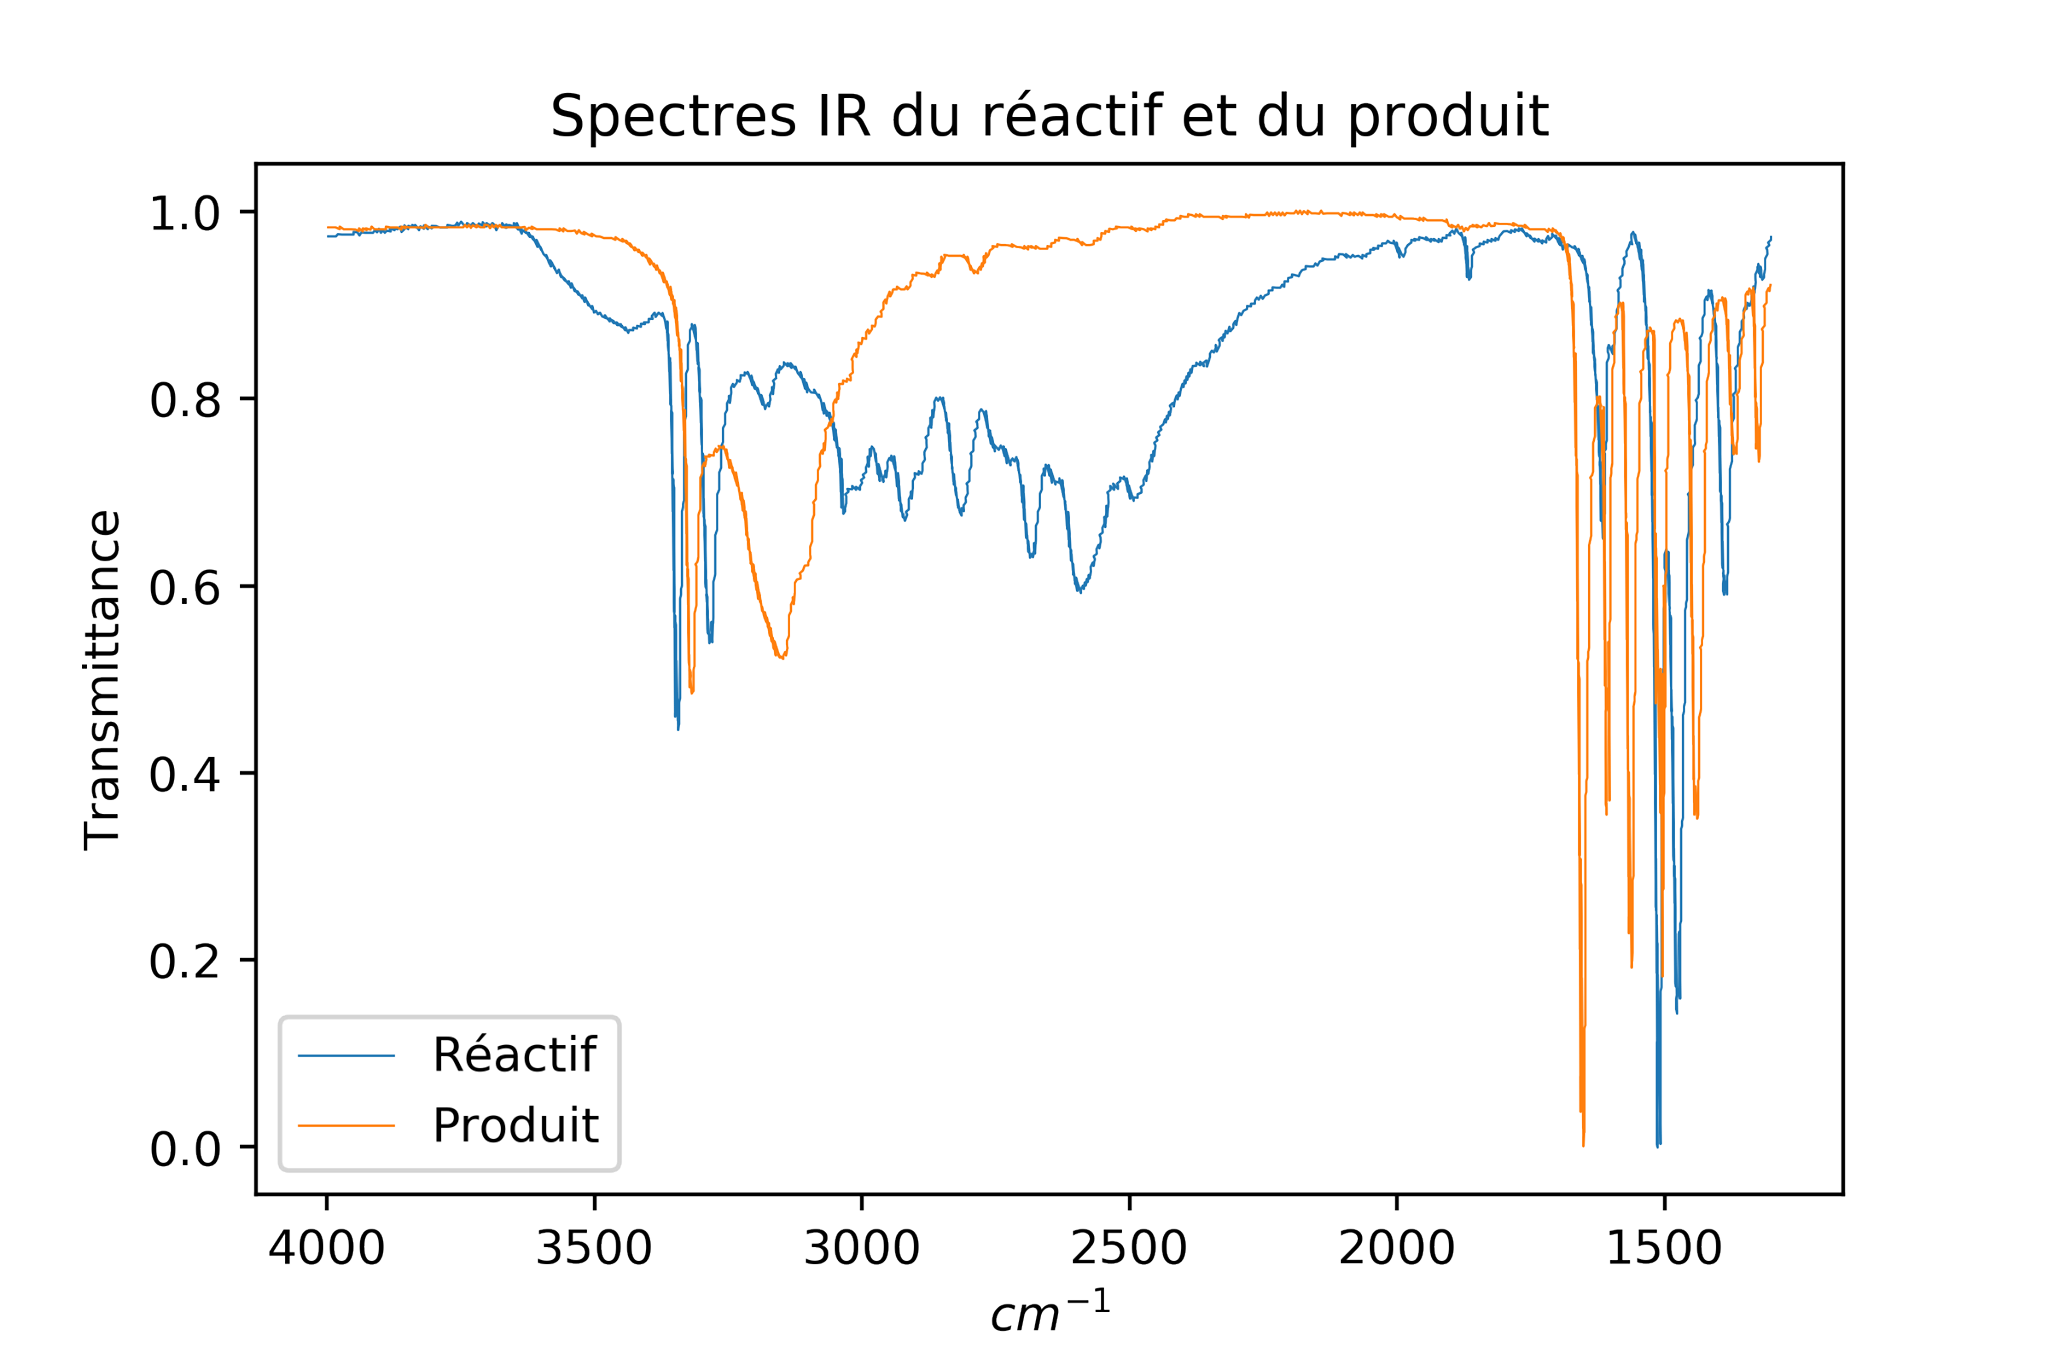 Spectres IR du réactif et du produit
Transmittance
1.0
0.8
0.6
0.4
0.2
0.0
Réactif
Produit
4000 3500 3000 2500 2000 1500
cm⁻¹